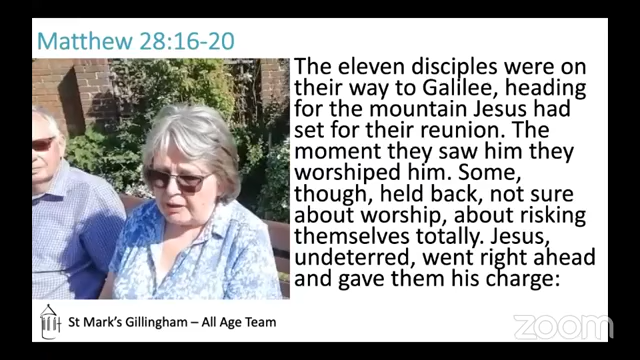 Matthew 28:16-20
The eleven disciples were on
their way to Galilee, heading
for the mountain Jesus had
set for their reunion. The
moment they saw him they
worshiped him. Some,
though, held back, not sure
about worship, about risking
themselves totally. Jesus,
undeterred, went right ahead
and gave them his charge:
St Mark's Gillingham – All Age Team
zoom